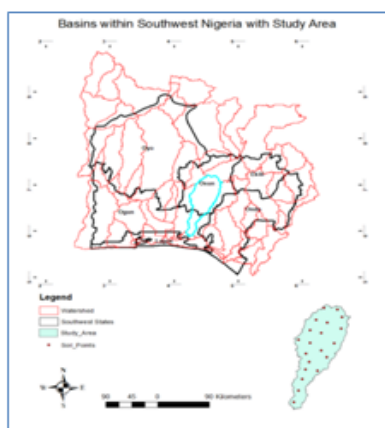 Basins within Southwest Nigeria with Study Area
Oyo
Osun
Ekiti
Ogun
Ondo
Lagos
Legend
Watershed
Southwest States
Study_Area
Soil_Points
N
W
E
S
90 45 0 90 Kilometers